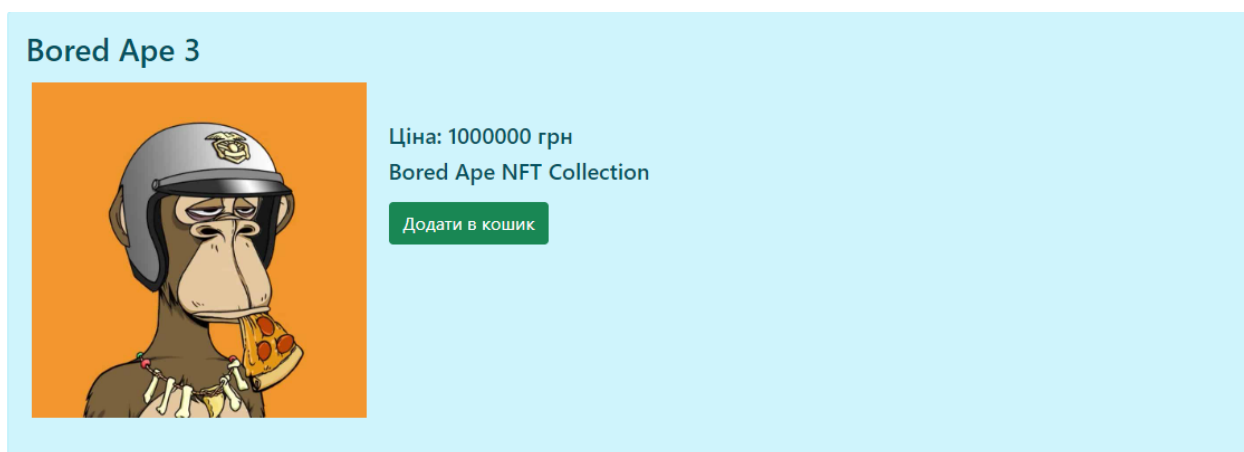 Bored Ape 3
Ціна: 1000000 грн
Bored Ape NFT Collection
Додати в кошик